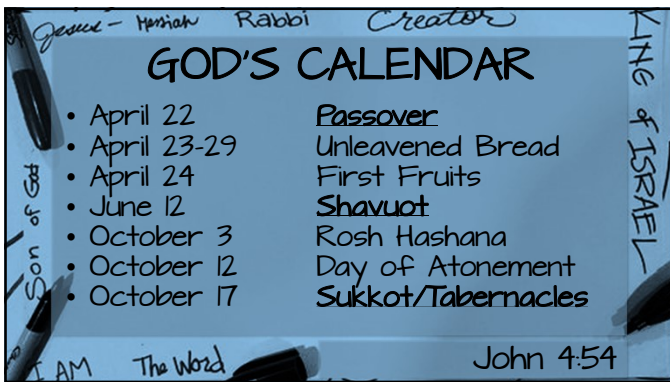 Jesus - Messiah Rabbi Creator
KING of ISRAEL
GOD'S CALENDAR
• April 22 Passover
• April 23-29 Unleavened Bread
• April 24 First Fruits
• June 12 Shavuot
• October 3 Rosh Hashana
• October 12 Day of Atonement
• October 17 Sukkot/Tabernacles
Son of God
John 4:54
I AM The Word